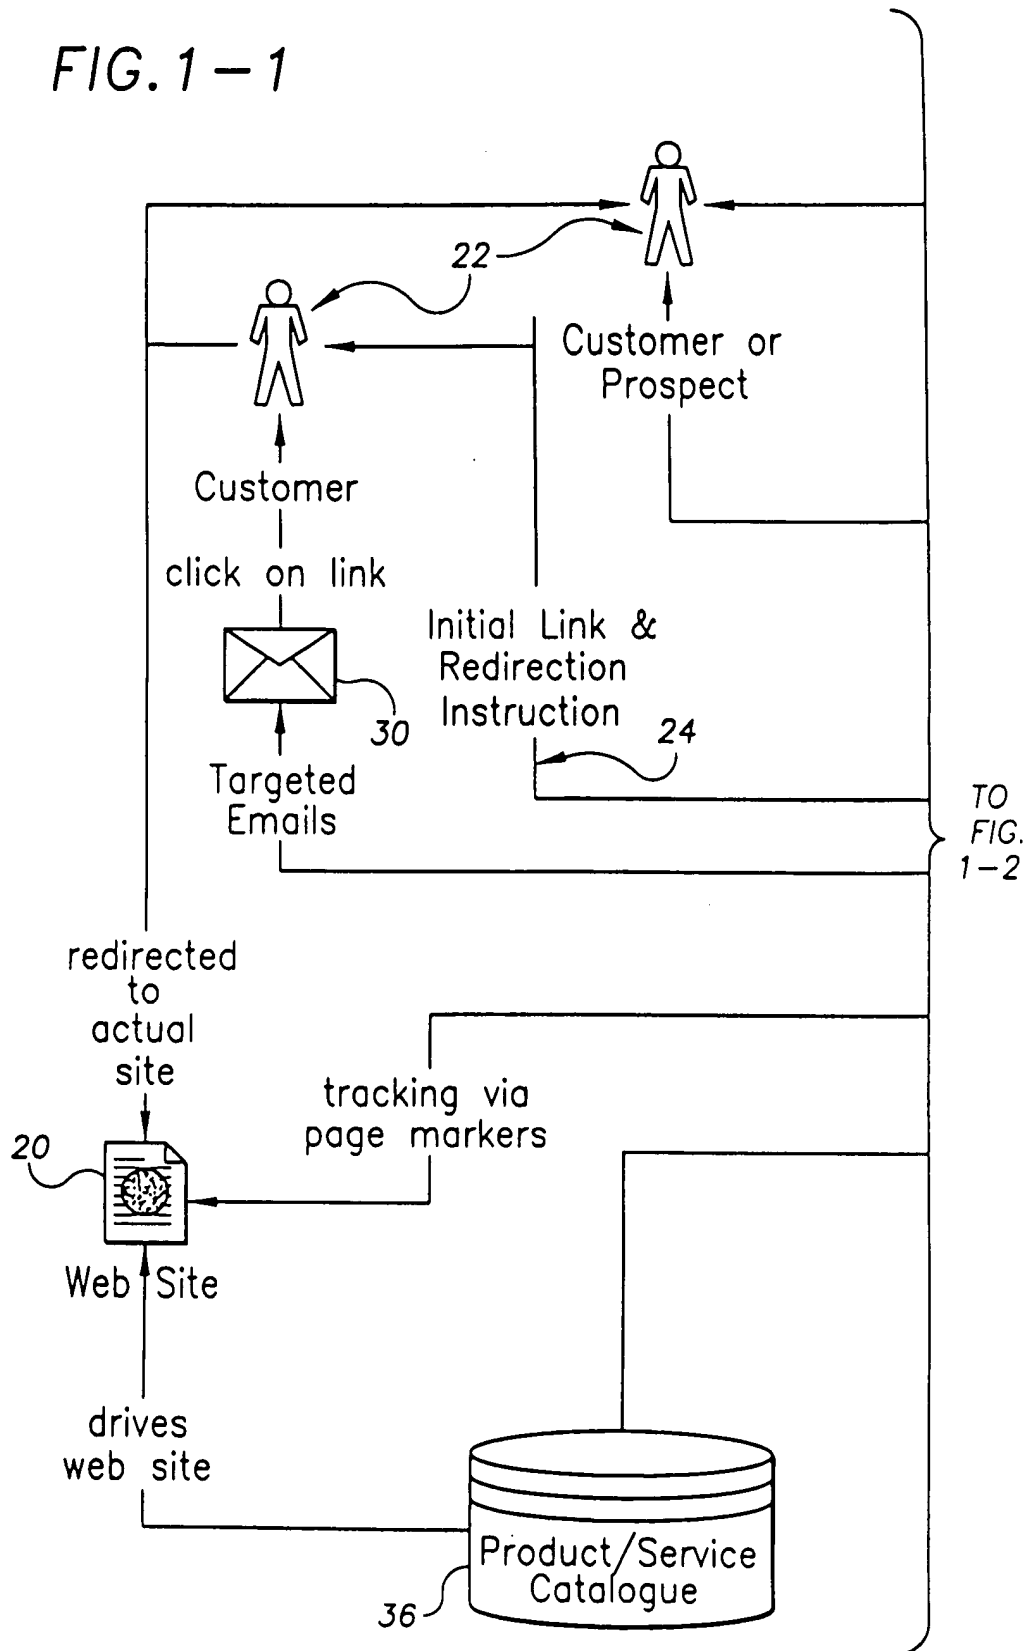 FIG. 1-1
22
Customer or
Prospect
Customer
click on link
Initial Link &
Redirection
Instruction
30
24
Targeted
Emails
TO
FIG.
1-2
redirected
to
actual
site
tracking via
page markers
20
Web Site
drives
web site
Product/Service
Catalogue
36